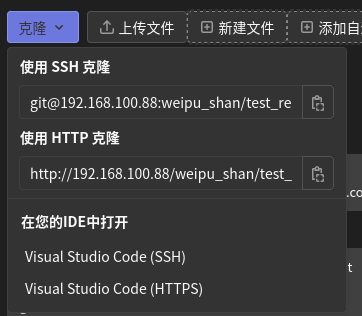 克隆 上传文件 新建文件 添加自
使用 SSH 克隆
git@192.168.100.88:weipu_shan/test_re
使用 HTTP 克隆
http://192.168.100.88/weipu_shan/test_
.co
在您的IDE中打开
t
Visual Studio Code (SSH)
Visual Studio Code (HTTPS)